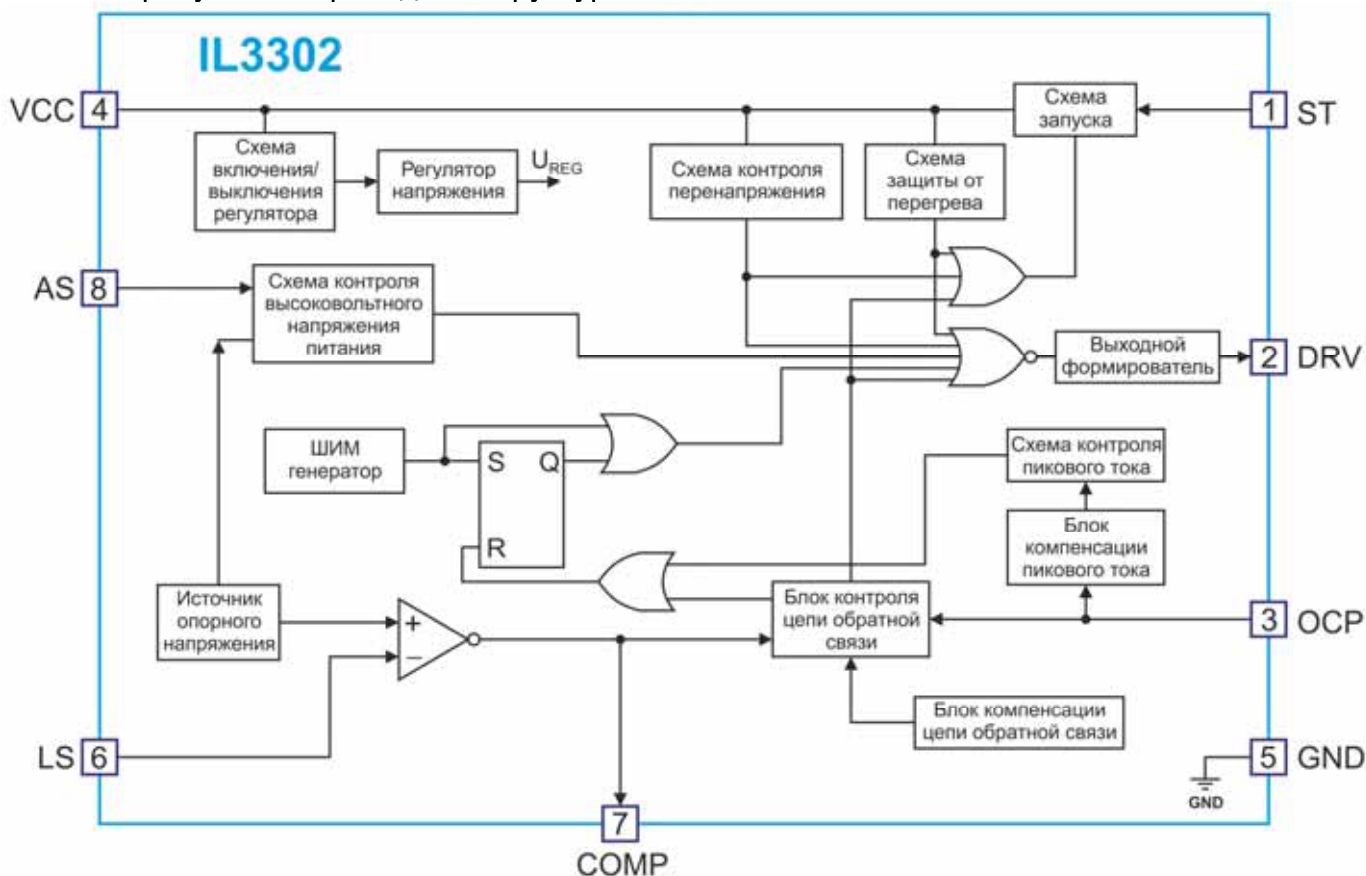 IL3302
VCC 4
Схема
запуска
1 ST
Схема
включения/
выключения
регулятора
Регулятор
напряжения
UREG
Схема контроля
перенапряжения
Схема
защиты от
перегрева
AS 8
Схема контроля
высоковольтного
напряжения
питания
Выходной
формирователь
2 DRV
ШИМ
генератор
S Q
R
Схема контроля
пикового тока
Блок
компенсации
пикового тока
Источник
опорного
напряжения
+
–
Блок контроля
цепи обратной
связи
3 OCP
Блок компенсации
цепи обратной связи
LS 6
5 GND
GND
7
COMP